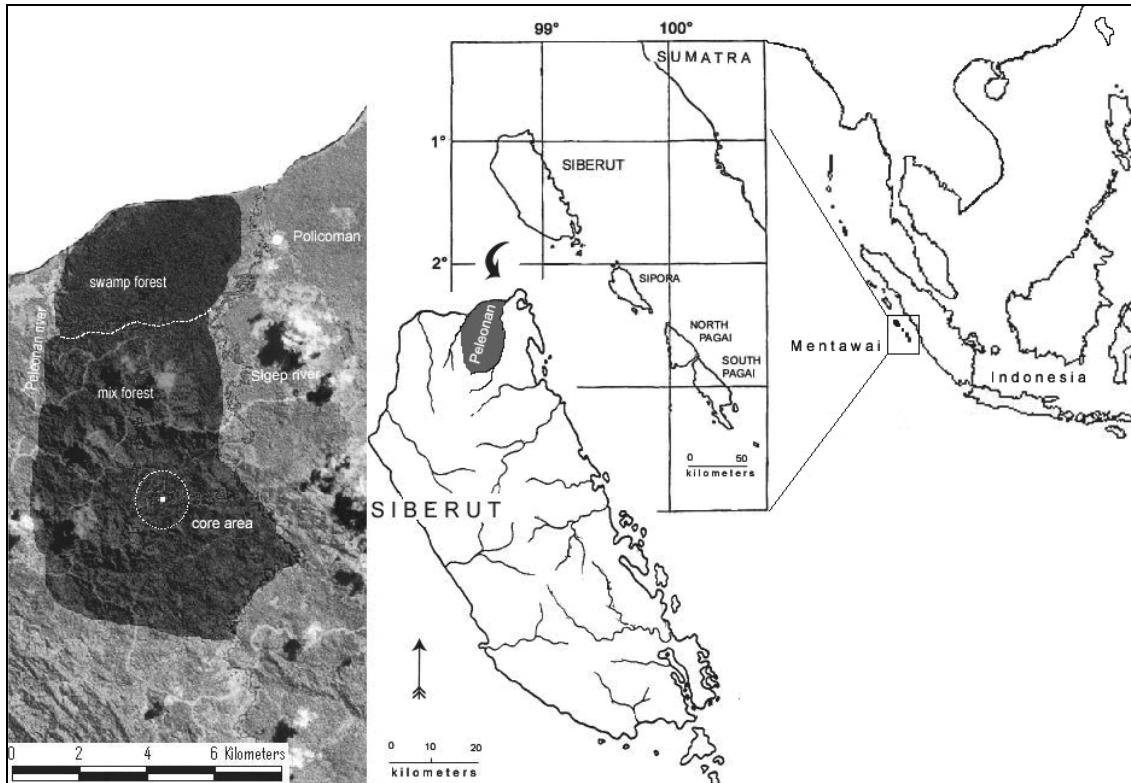 Policoman
swamp forest
Peleonan river
Sigep river
mix forest
core area
0 2 4 6 Kilometers
99° 100°
SUMATRA
1°
SIBERUT
2°
SIPORA
NORTH
PAGAI
SOUTH
PAGAI
0 50
kilometers
Peleonan
SIBERUT
0 10 20
kilometers
Mentawai
Indonesia